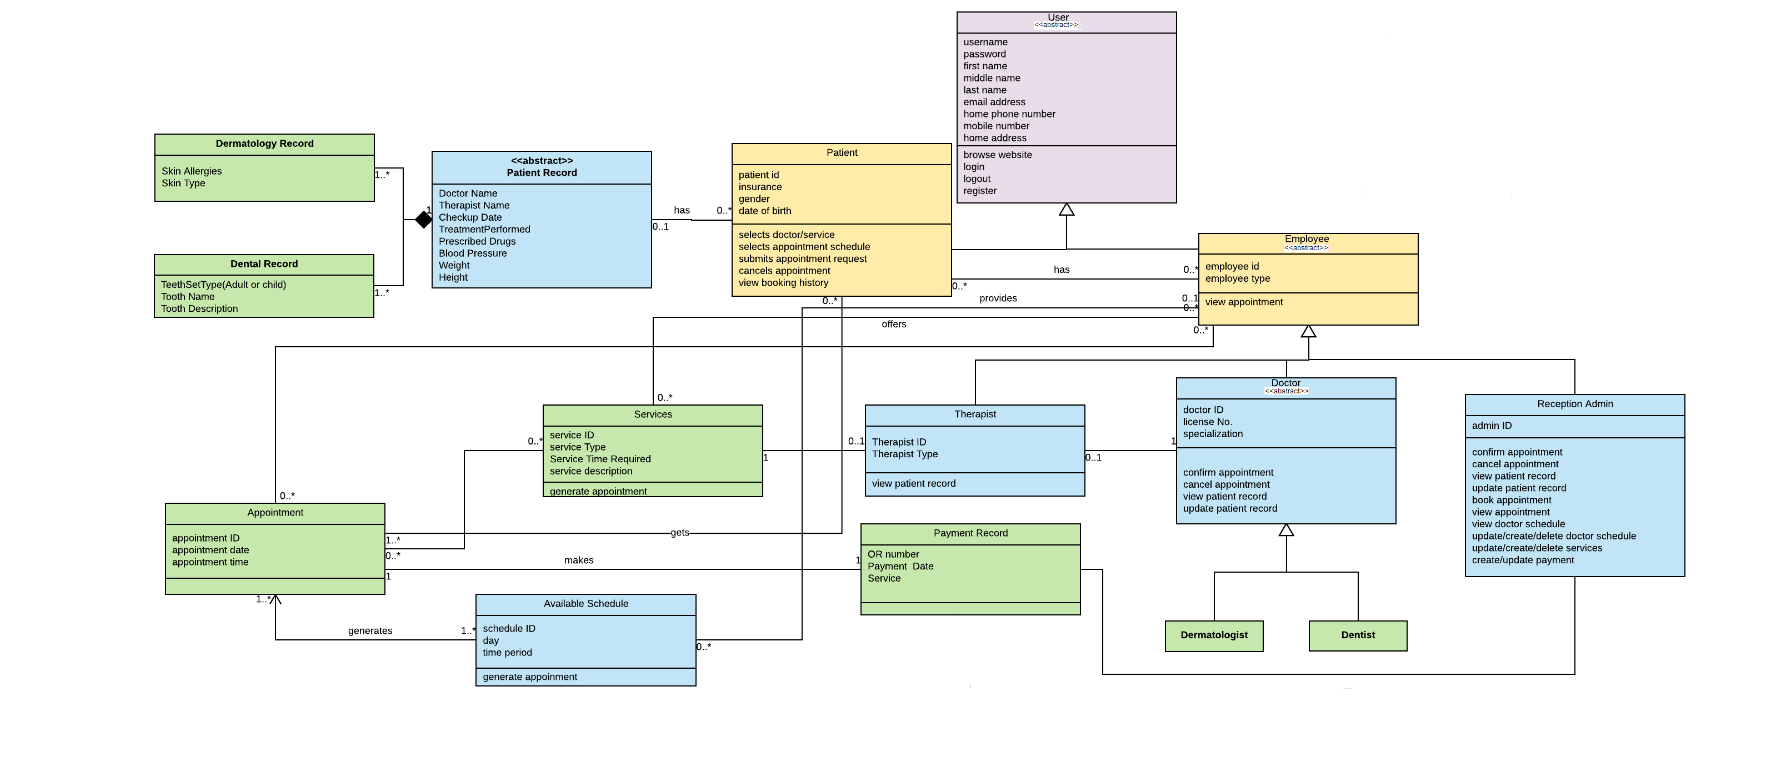 User
<<abstract>>
username
password
first name
middle name
last name
email address
home phone number
mobile number
home address
browse website
login
logout
register
Dermatology Record
Skin Allergies
Skin Type
1..*
Dental Record
TeethSetType(Adult or child)
Tooth Name
Tooth Description
1..*
1
<<abstract>>
Patient Record
Doctor Name
Therapist Name
Checkup Date
TreatmentPerformed
Prescribed Drugs
Blood Pressure
Weight
Height
has
0..1
0..*
Patient
patient id
insurance
gender
date of birth
selects doctor/service
selects appointment schedule
submits appointment request
cancels appointment
view booking history
0..*
0..*
has
0..*
provides
0..1
0..*
offers
0..*
Employee
<<abstract>>
employee id
employee type
view appointment
0..*
Services
service ID
service Type
Service Time Required
service description
generate appointment
0..*
1
0..1
Therapist
Therapist ID
Therapist Type
view patient record
0..1
1
Doctor
<<abstract>>
doctor ID
license No.
specialization
confirm appointment
cancel appointment
view patient record
update patient record
Reception Admin
admin ID
confirm appointment
cancel appointment
view patient record
update patient record
book appointment
view appointment
view doctor schedule
update/create/delete doctor schedule
update/create/delete services
create/update payment
0..*
Appointment
appointment ID
appointment date
appointment time
1..*
0..*
1
gets
makes
1
Payment Record
OR number
Payment Date
Service
1..*
generates
1..*
Available Schedule
schedule ID
day
time period
generate appoinment
0..*
Dermatologist
Dentist